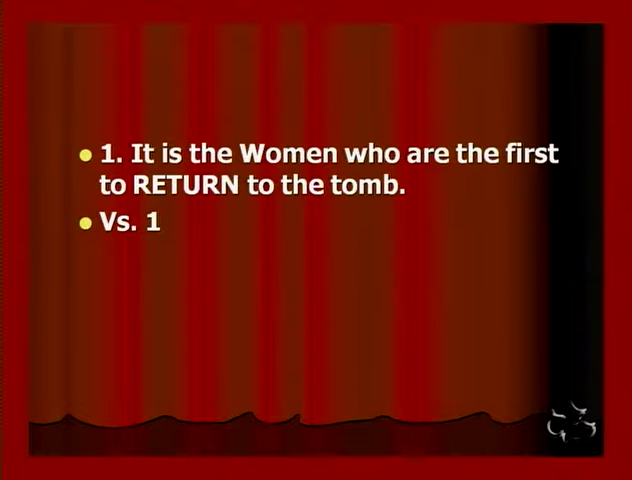 1. It is the Women who are the first
to RETURN to the tomb.
Vs. 1